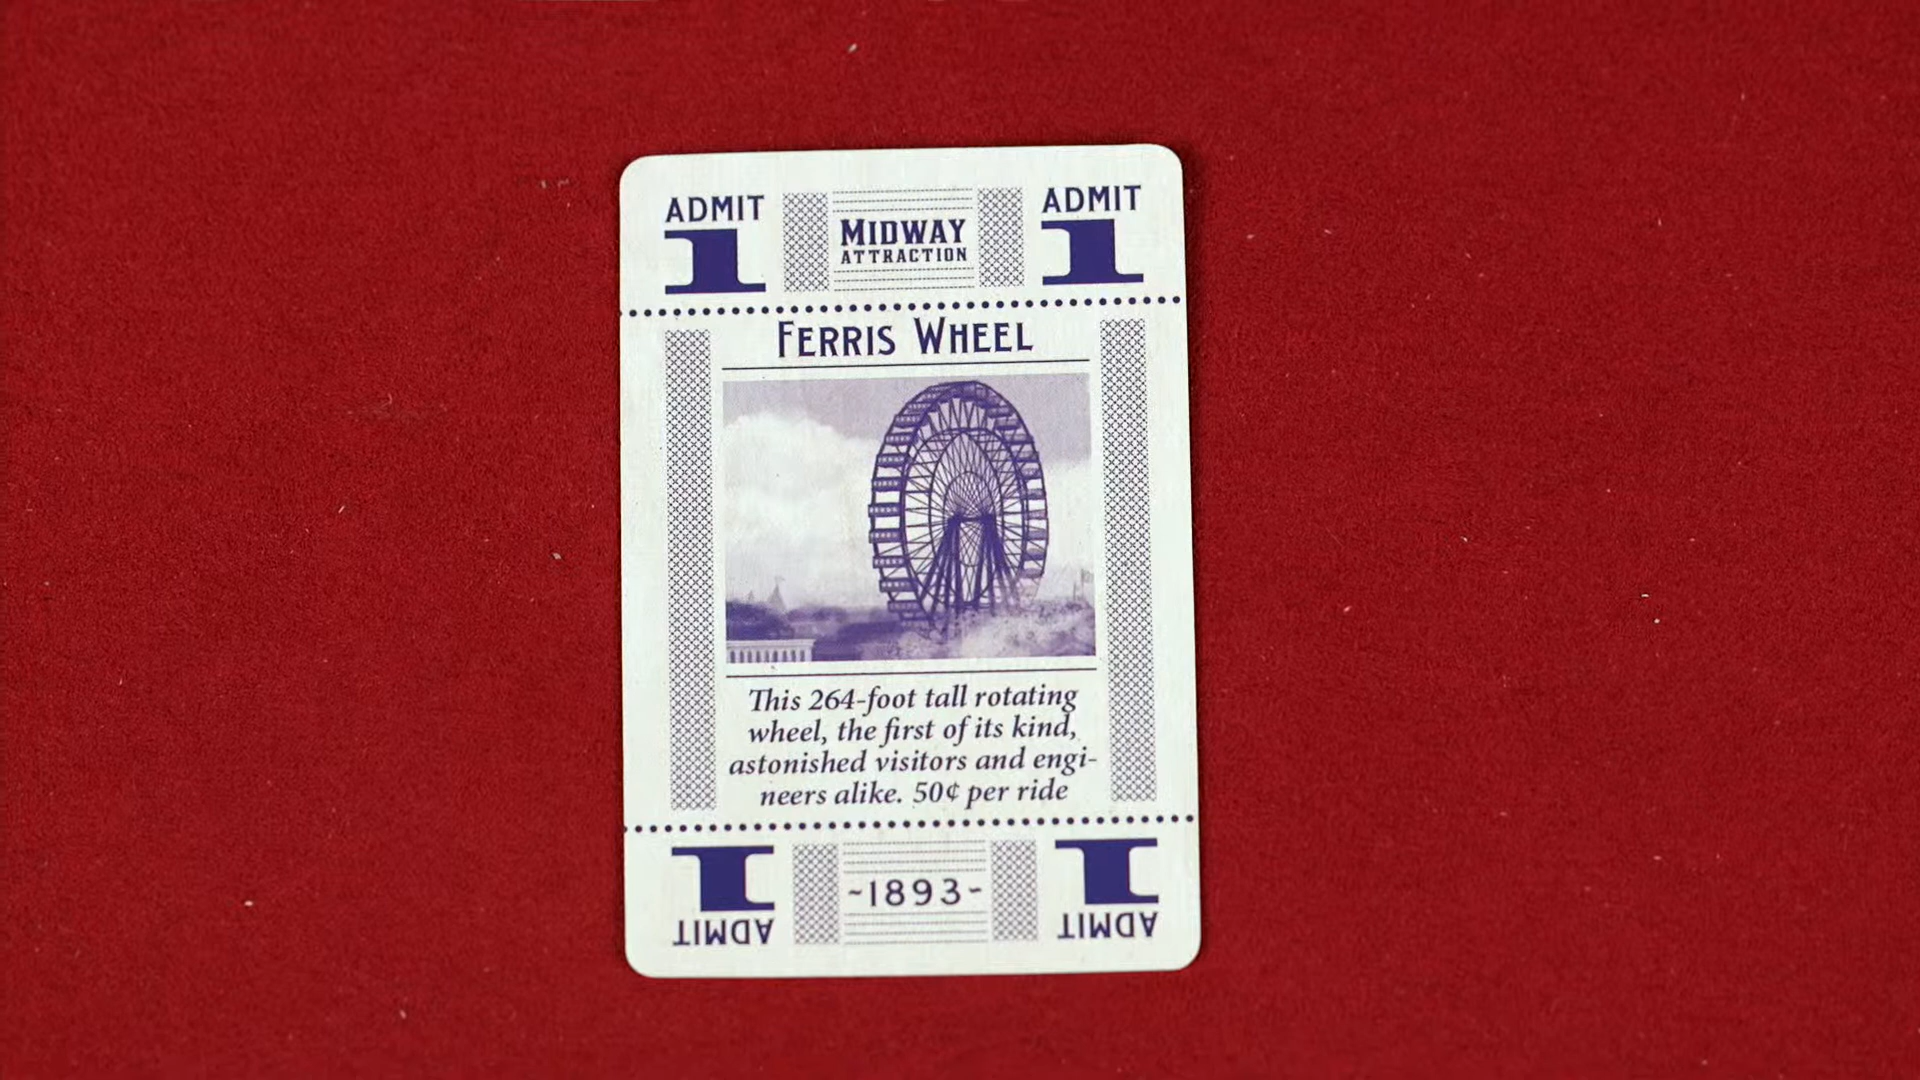 ADMIT MIDWAY ADMIT
1 ATTRACTION 1
FERRIS WHEEL
This 264-foot tall rotating
wheel, the first of its kind,
astonished visitors and engi-
neers alike. 50¢ per ride
1 ~1893~ 1
ADMIT ADMIT